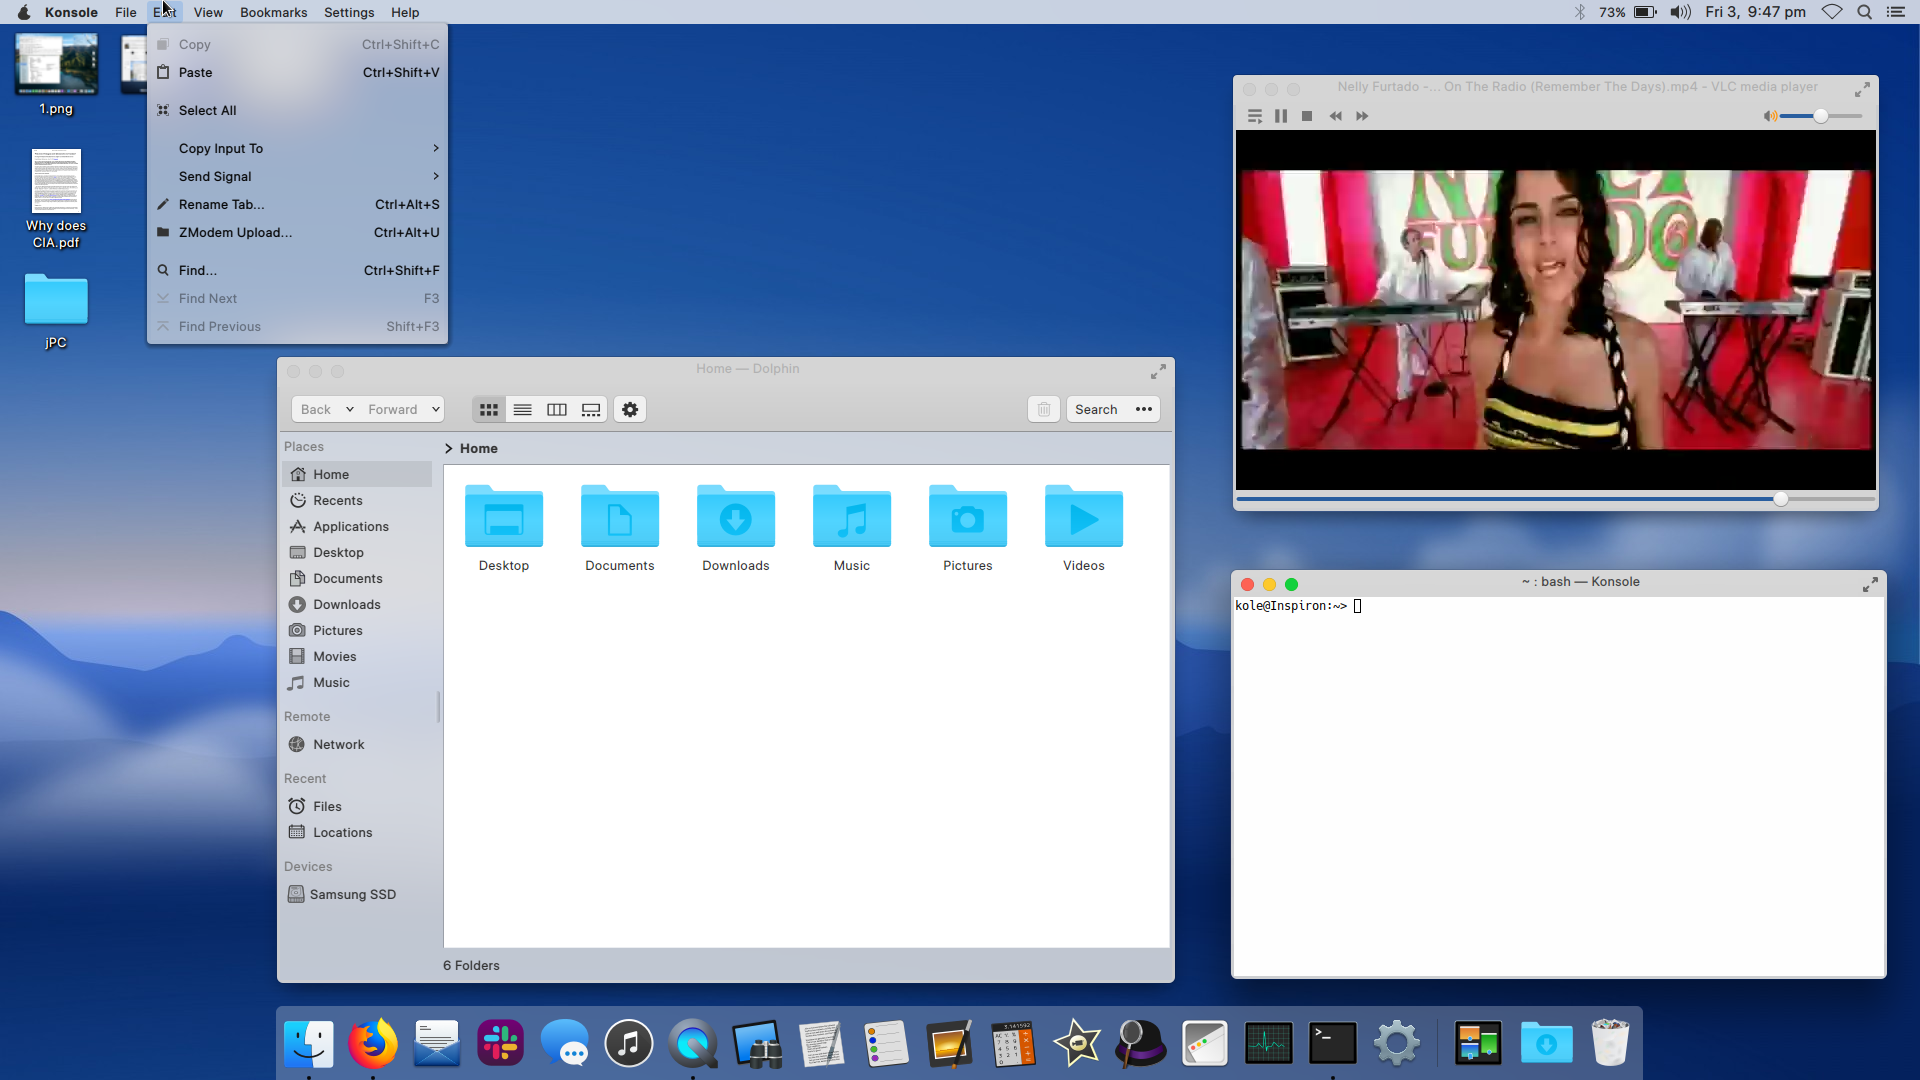 Konsole File Edit View Bookmarks Settings Help
73% Fri 3, 9:47 pm
Copy Ctrl+Shift+C
Paste Ctrl+Shift+V
Select All
Copy Input To
Send Signal
Rename Tab... Ctrl+Alt+S
ZModem Upload... Ctrl+Alt+U
Find... Ctrl+Shift+F
Find Next F3
Find Previous Shift+F3
1.png
Why does
CIA.pdf
jPC
Nelly Furtado -... On The Radio (Remember The Days).mp4 - VLC media player
Home — Dolphin
Back Forward
Search
Places
Home
Recents
Applications
Desktop
Documents
Downloads
Pictures
Movies
Music
Remote
Network
Recent
Files
Locations
Devices
Samsung SSD
> Home
Desktop Documents Downloads Music Pictures Videos
6 Folders
~ : bash — Konsole
kole@Inspiron:~>
3.141592